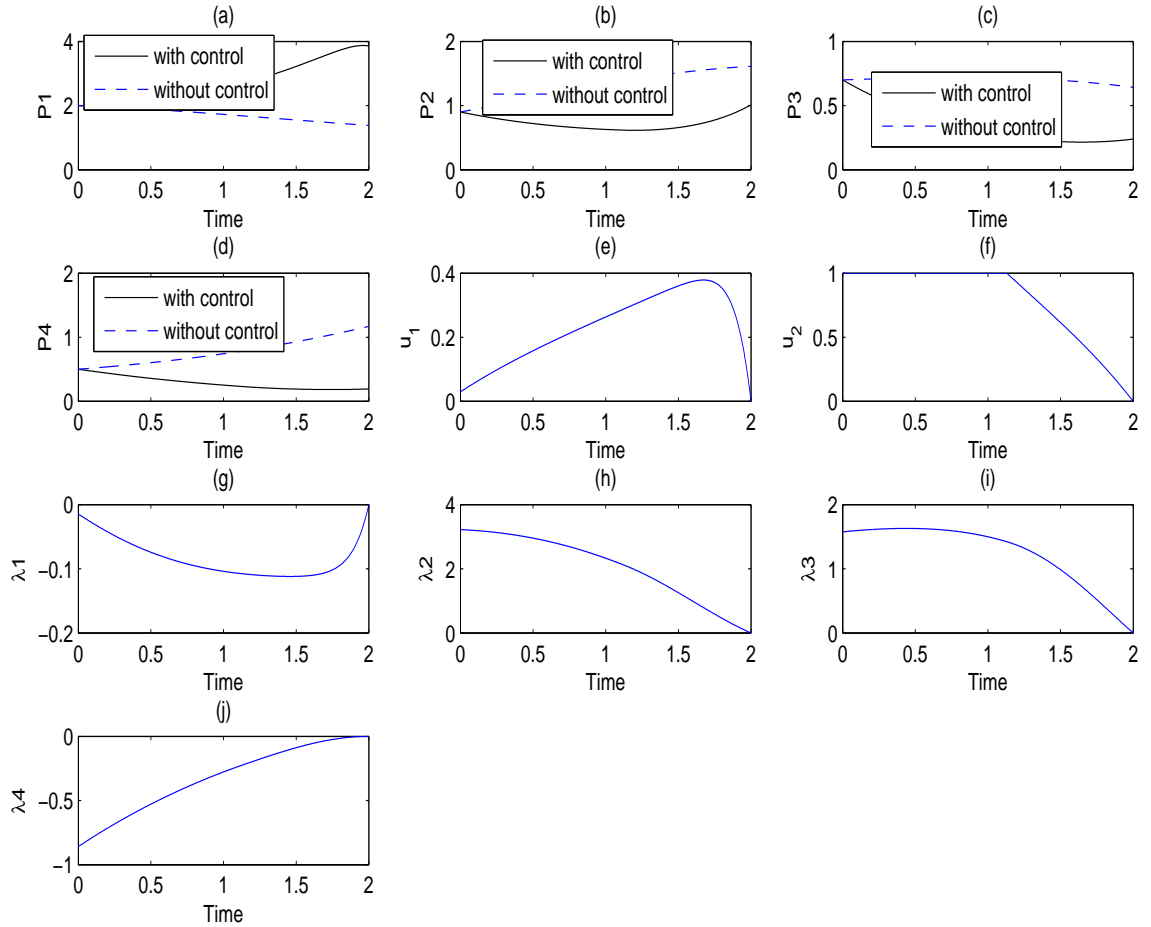 (a)
4
2
0
P1
with control
without control
0 0.5 1 1.5 2
Time
(b)
2
1
0
P2
with control
without control
0 0.5 1 1.5 2
Time
(c)
1
0.5
0
P3
with control
without control
0 0.5 1 1.5 2
Time
(d)
2
1
0
P4
with control
without control
0 0.5 1 1.5 2
Time
(e)
0.4
0.2
0
u_1
0 0.5 1 1.5 2
Time
(f)
1
0.5
0
u_2
0 0.5 1 1.5 2
Time
(g)
0
−0.1
−0.2
λ1
0 0.5 1 1.5 2
Time
(h)
4
2
0
λ2
0 0.5 1 1.5 2
Time
(i)
2
1
0
λ3
0 0.5 1 1.5 2
Time
(j)
0
−0.5
−1
λ4
0 0.5 1 1.5 2
Time